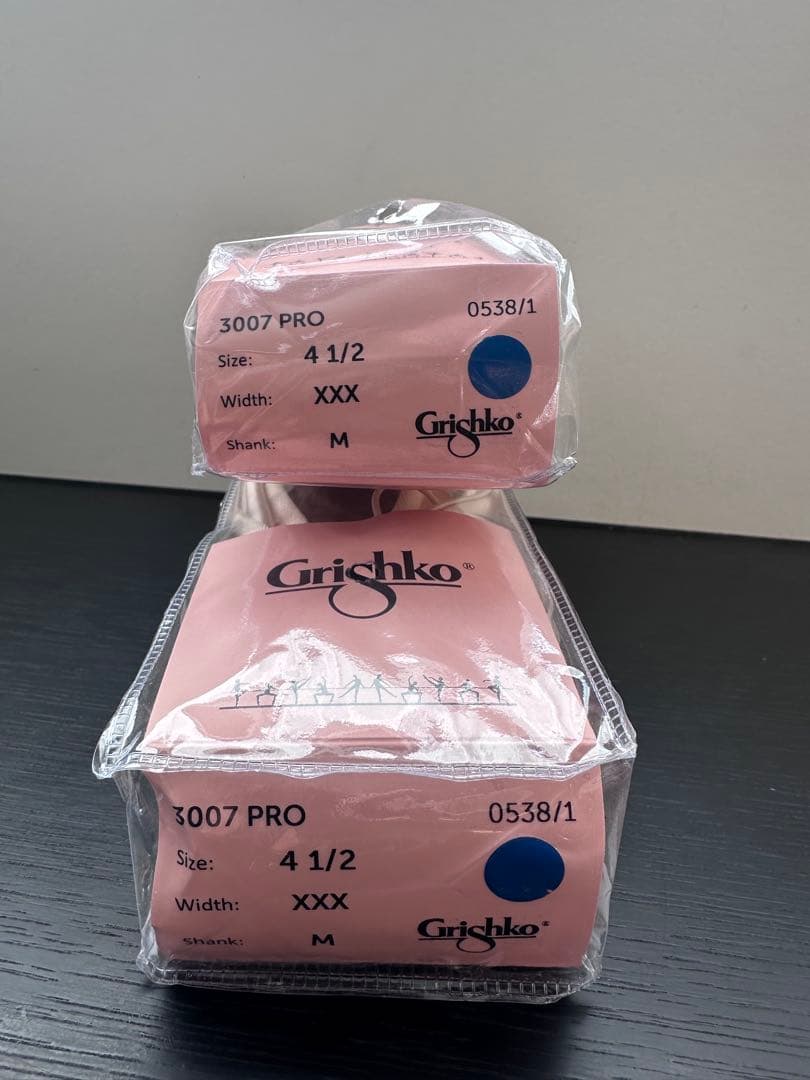 3007 PRO 0538/1
Size: 4 1/2
Width: XXX
Grishko®
Shank: M
Grishko®
3007 PRO 0538/1
Size: 4 1/2
Width: XXX
Grishko®
Shank: M